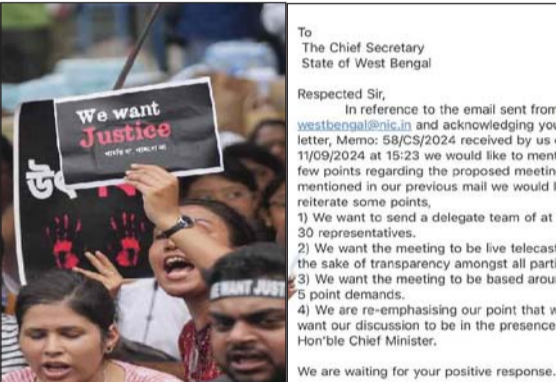 We want
Justice
WE WANT JUST
To
The Chief Secretary
State of West Bengal
Respected Sir,
In reference to the email sent from
westbengal@nic.in and acknowledging you
letter, Memo: 58/CS/2024 received by us
11/09/2024 at 15:23 we would like to men
few points regarding the proposed meetin
mentioned in our previous mail we would l
reiterate some points,
1) We want to send a delegate team of at
30 representatives.
2) We want the meeting to be live telecast
the sake of transparency amongst all parti
3) We want the meeting to be based arou
5 point demands.
4) We are re-emphasising our point that w
want our discussion to be in the presence
Hon'ble Chief Minister.
We are waiting for your positive response.